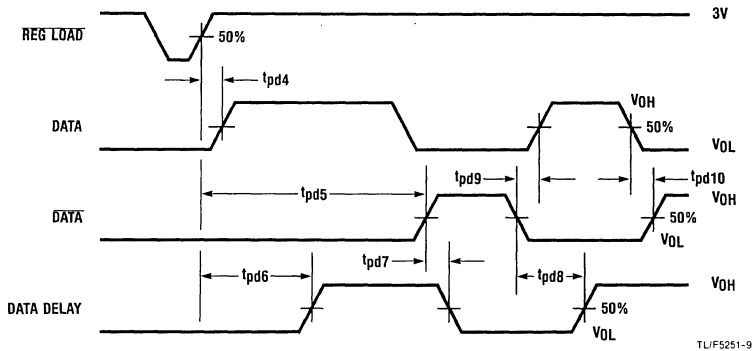 REG LOAD
3V
50%
tpd4
DATA
VOH
50%
VOL
tpd5
tpd9
tpd10
DATA
VOH
50%
VOL
tpd7
tpd6
tpd8
DATA DELAY
VOH
50%
VOL
TL/F5251-9